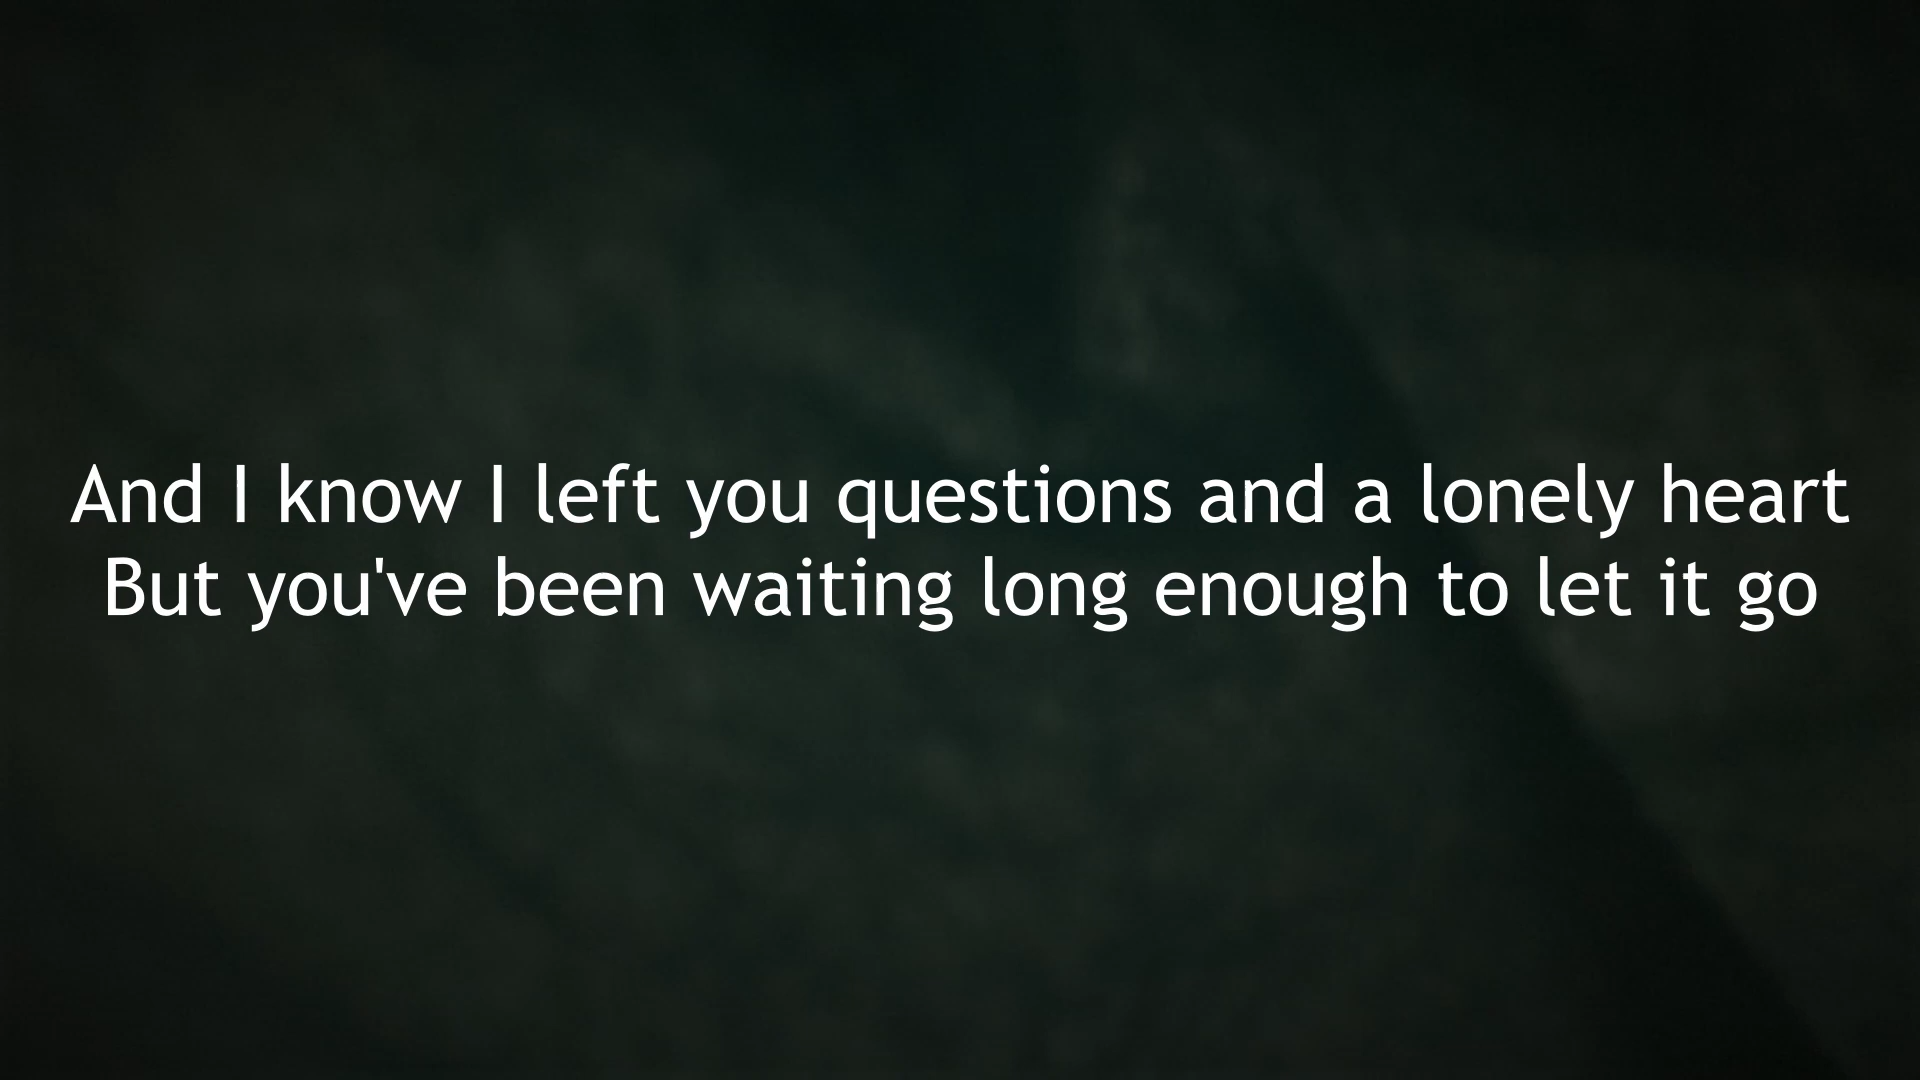 And I know I left you questions and a lonely heart
But you've been waiting long enough to let it go